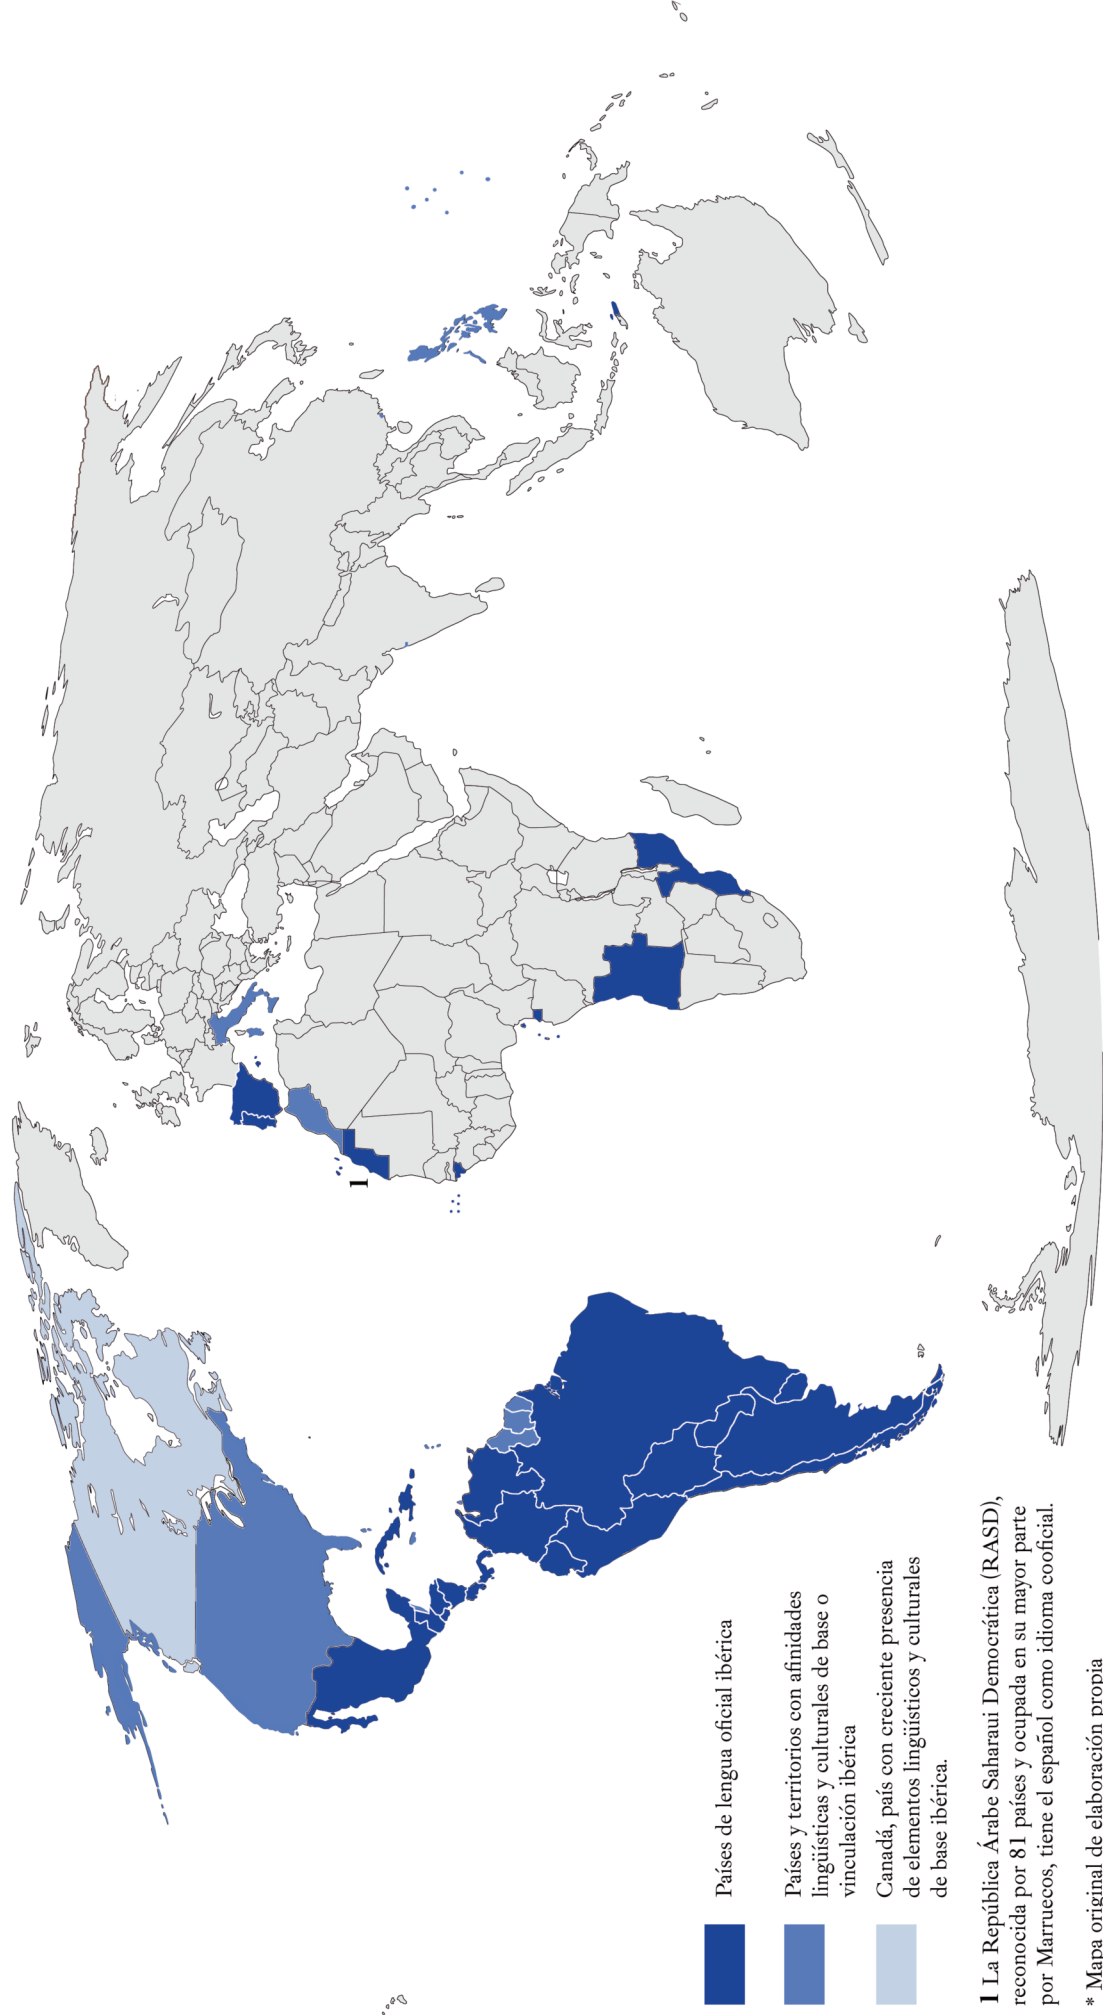 1
Países de lengua oficial ibérica
Países y territorios con afinidades
lingüísticas y culturales de base o
vinculación ibérica
Canadá, país con creciente presencia
de elementos lingüísticos y culturales
de base ibérica.
1 La República Árabe Saharaui Democrática (RASD),
reconocida por 81 países y ocupada en su mayor parte
por Marruecos, tiene el español como idioma cooficial.
* Mapa original de elaboración propia